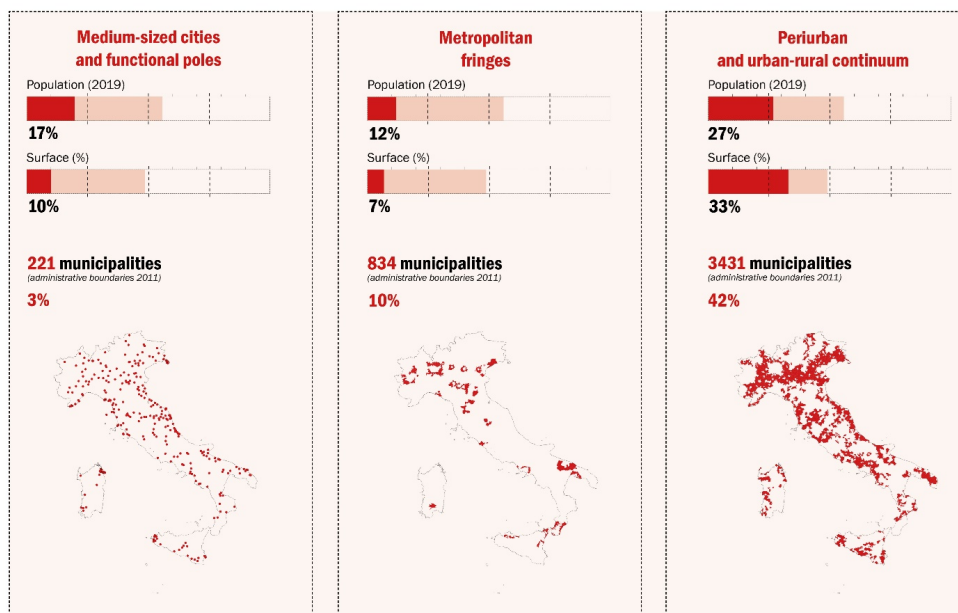 Medium-sized cities
and functional poles
Population (2019)
17%
Surface (%)
10%
221 municipalities
(administrative boundaries 2011)
3%
Metropolitan
fringes
Population (2019)
12%
Surface (%)
7%
834 municipalities
(administrative boundaries 2011)
10%
Periurban
and urban-rural continuum
Population (2019)
27%
Surface (%)
33%
3431 municipalities
(administrative boundaries 2011)
42%